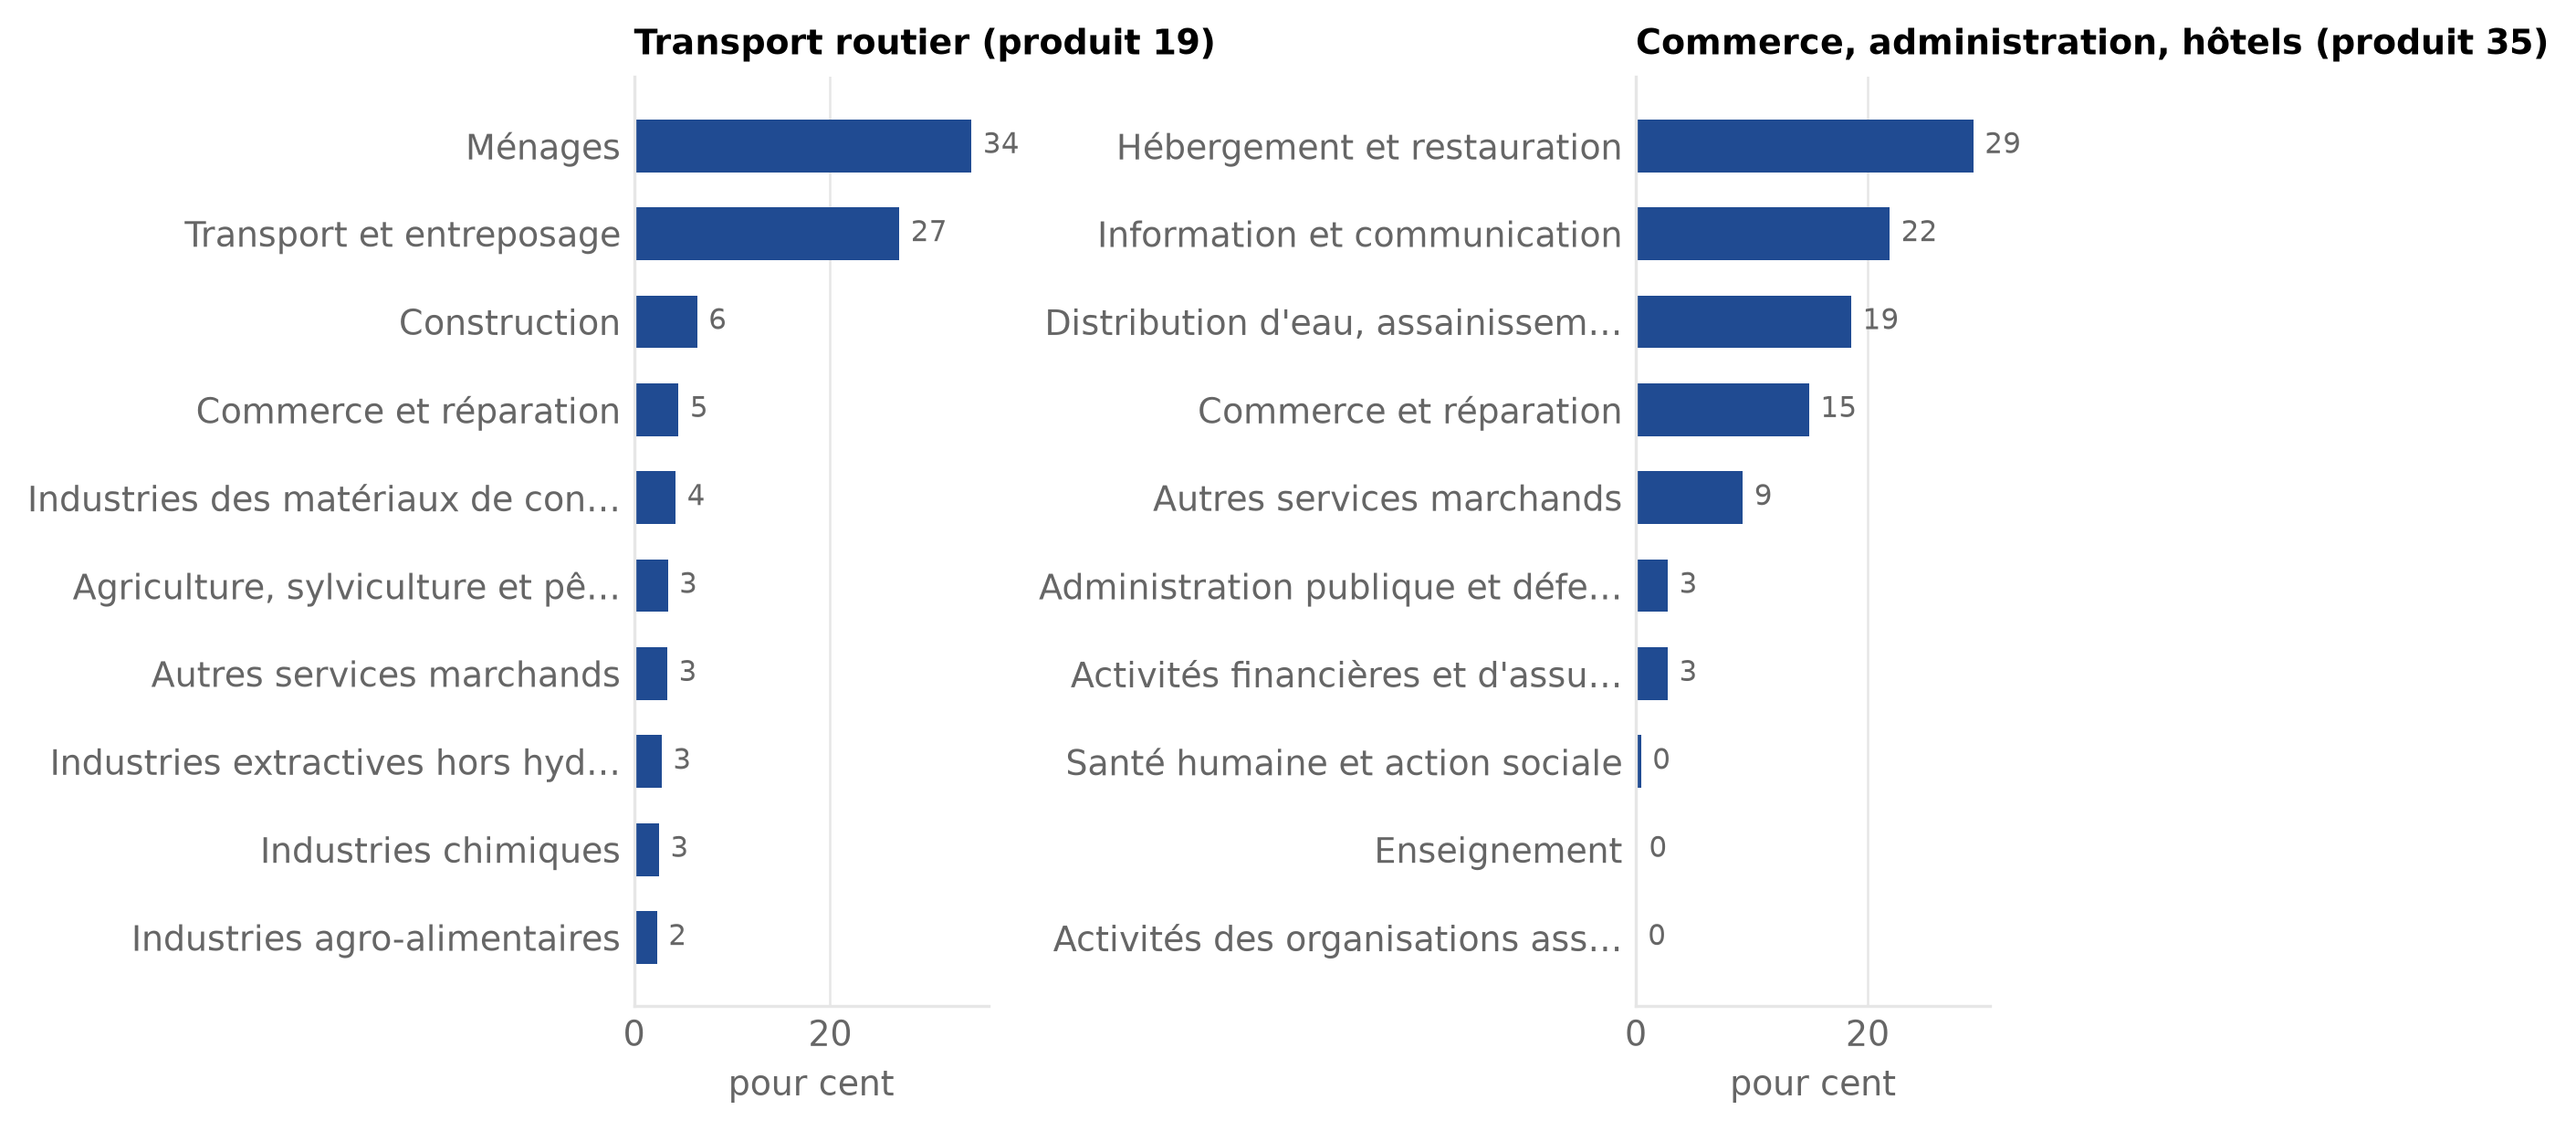 Transport routier (produit 19)
Ménages 34
Transport et entreposage 27
Construction 6
Commerce et réparation 5
Industries des matériaux de con... 4
Agriculture, sylviculture et pê... 3
Autres services marchands 3
Industries extractives hors hyd... 3
Industries chimiques 3
Industries agro-alimentaires 2
0 20
pour cent
Commerce, administration, hôtels (produit 35)
Hébergement et restauration 29
Information et communication 22
Distribution d'eau, assainissem... 19
Commerce et réparation 15
Autres services marchands 9
Administration publique et défe... 3
Activités financières et d'assu... 3
Santé humaine et action sociale 0
Enseignement 0
Activités des organisations ass... 0
0 20
pour cent